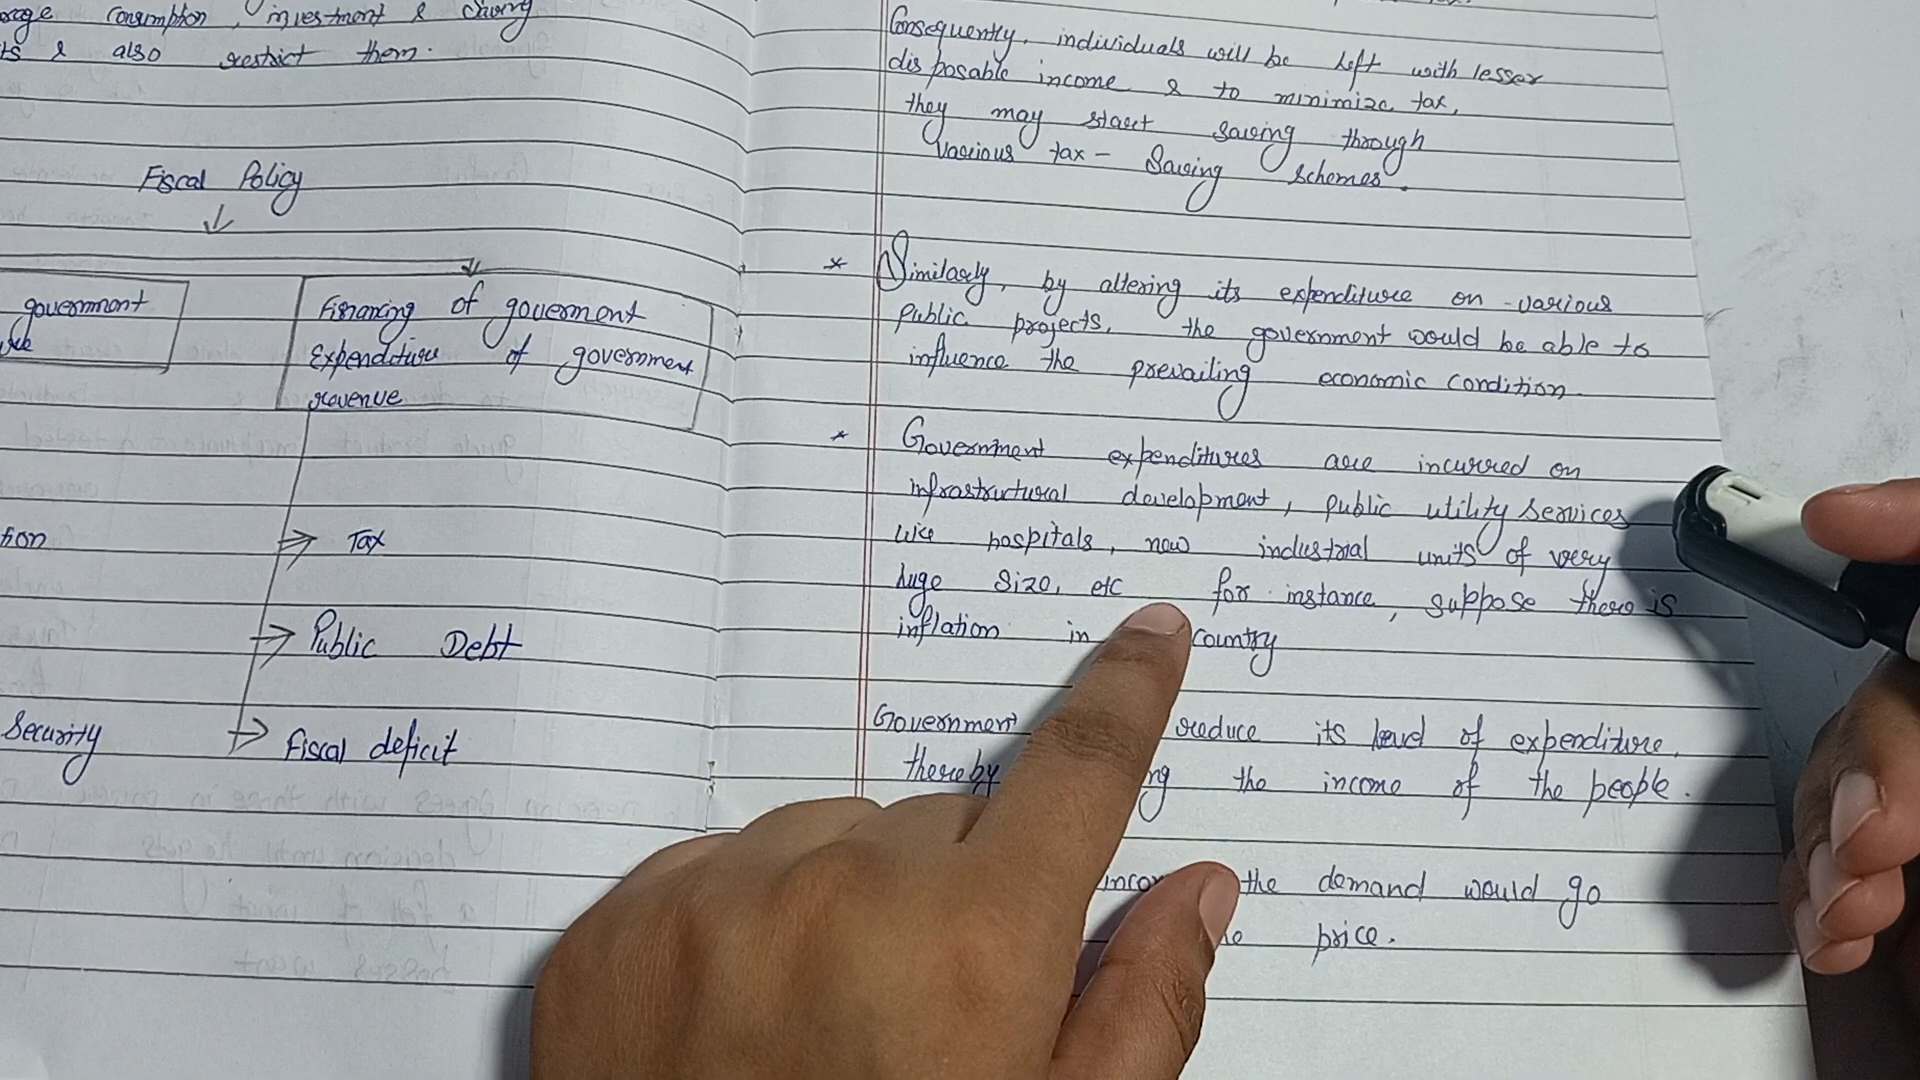 consumption, investment & saving
& also restrict them.
Fiscal Policy
government
Financing of government
Expenditure of government
revenue
Tax
Public Debt
Security
Fiscal deficit
Consequently, individuals will be left with lesser
disposable income & to minimize tax,
they may start saving through
various tax - Saving schemes.
* Similarly, by altering its expenditure on various
public projects, the government would be able to
influence the prevailing economic condition.
* Government expenditures are incurred on
infrastructural development, public utility services
like hospitals, new industrial units of very
huge size, etc for instance, suppose there is
inflation in country
Government reduce its level of expenditure,
thereby the income of the people.
the demand would go
price.